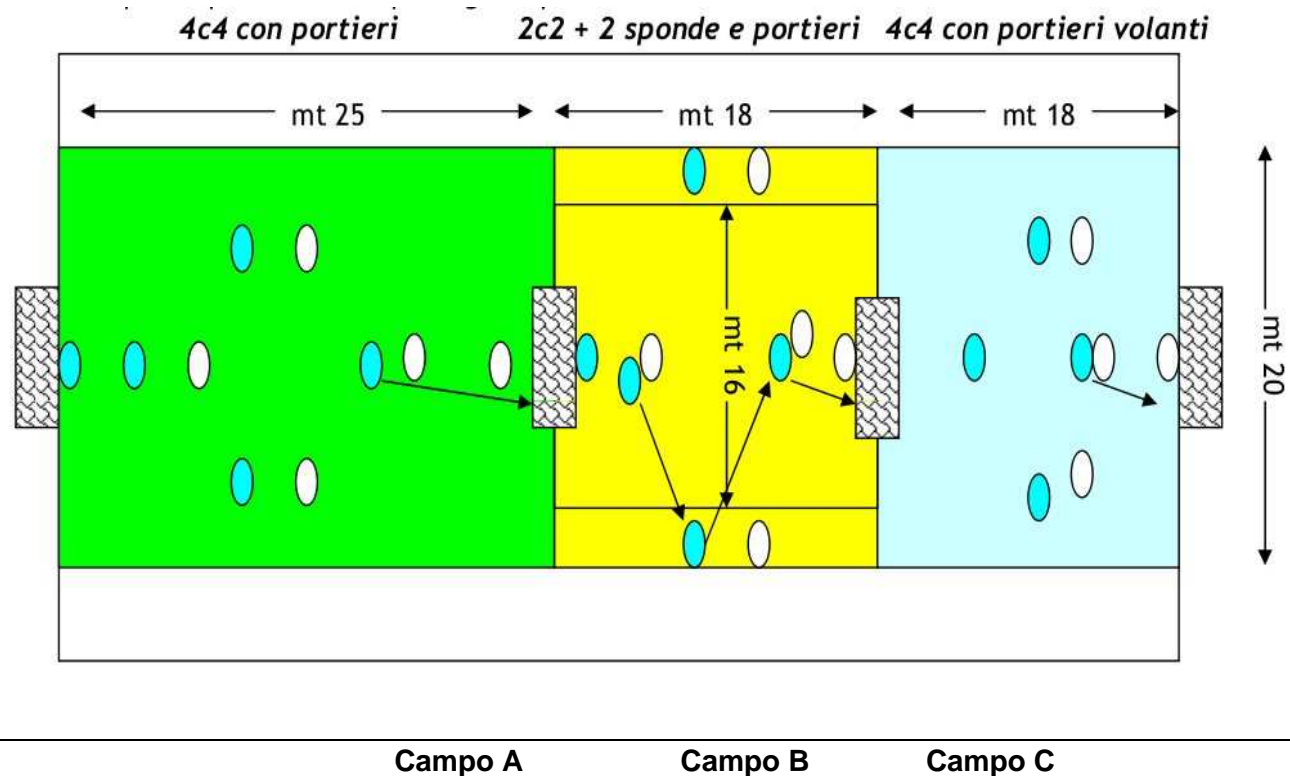 4c4 con portieri 2c2 + 2 sponde e portieri 4c4 con portieri volanti
mt 25 mt 18 mt 18
mt 16
mt 20
Campo A Campo B Campo C